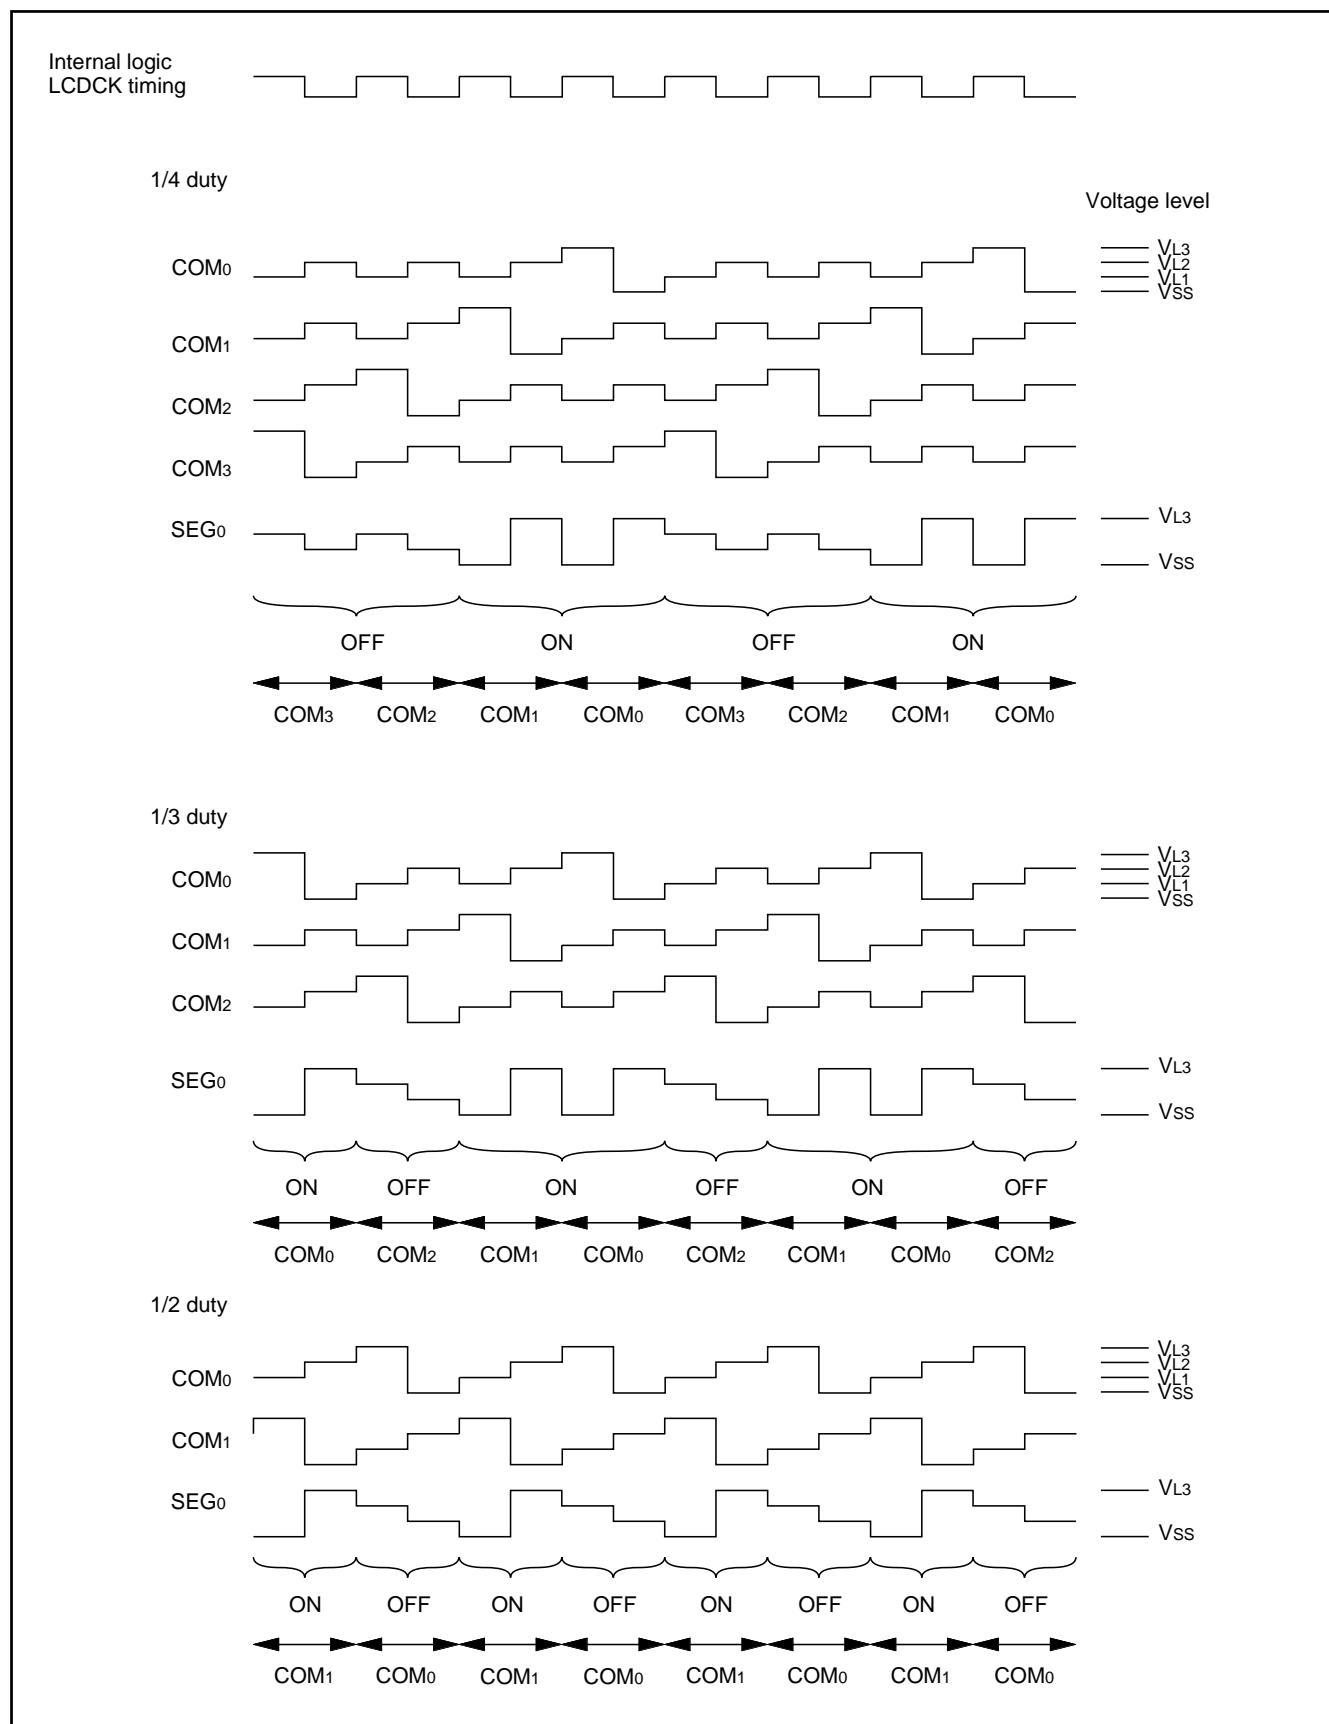 Internal logic
LCDCK timing
1/4 duty
Voltage level
COM0
VL3
VL2
VL1
VSS
COM1
COM2
COM3
SEG0
VL3
VSS
OFF ON OFF ON
COM3 COM2 COM1 COM0 COM3 COM2 COM1 COM0
1/3 duty
COM0
VL3
VL2
VL1
VSS
COM1
COM2
SEG0
VL3
VSS
ON OFF ON OFF ON OFF
COM0 COM2 COM1 COM0 COM2 COM1 COM0 COM2
1/2 duty
COM0
VL3
VL2
VL1
VSS
COM1
SEG0
VL3
VSS
ON OFF ON OFF ON OFF ON OFF
COM1 COM0 COM1 COM0 COM1 COM0 COM1 COM0